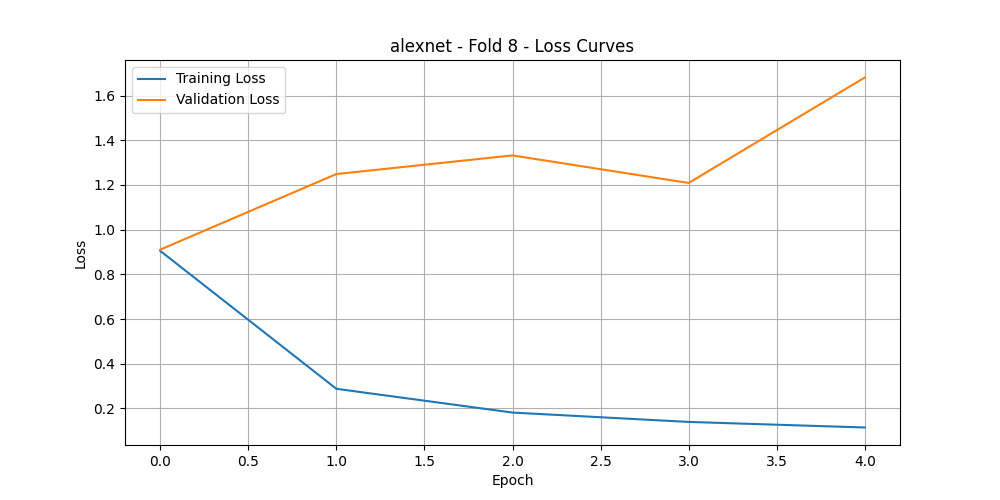 alexnet - Fold 8 - Loss Curves
Training Loss
Validation Loss
1.6
1.4
1.2
1.0
0.8
0.6
0.4
0.2
Loss
0.0 0.5 1.0 1.5 2.0 2.5 3.0 3.5 4.0
Epoch